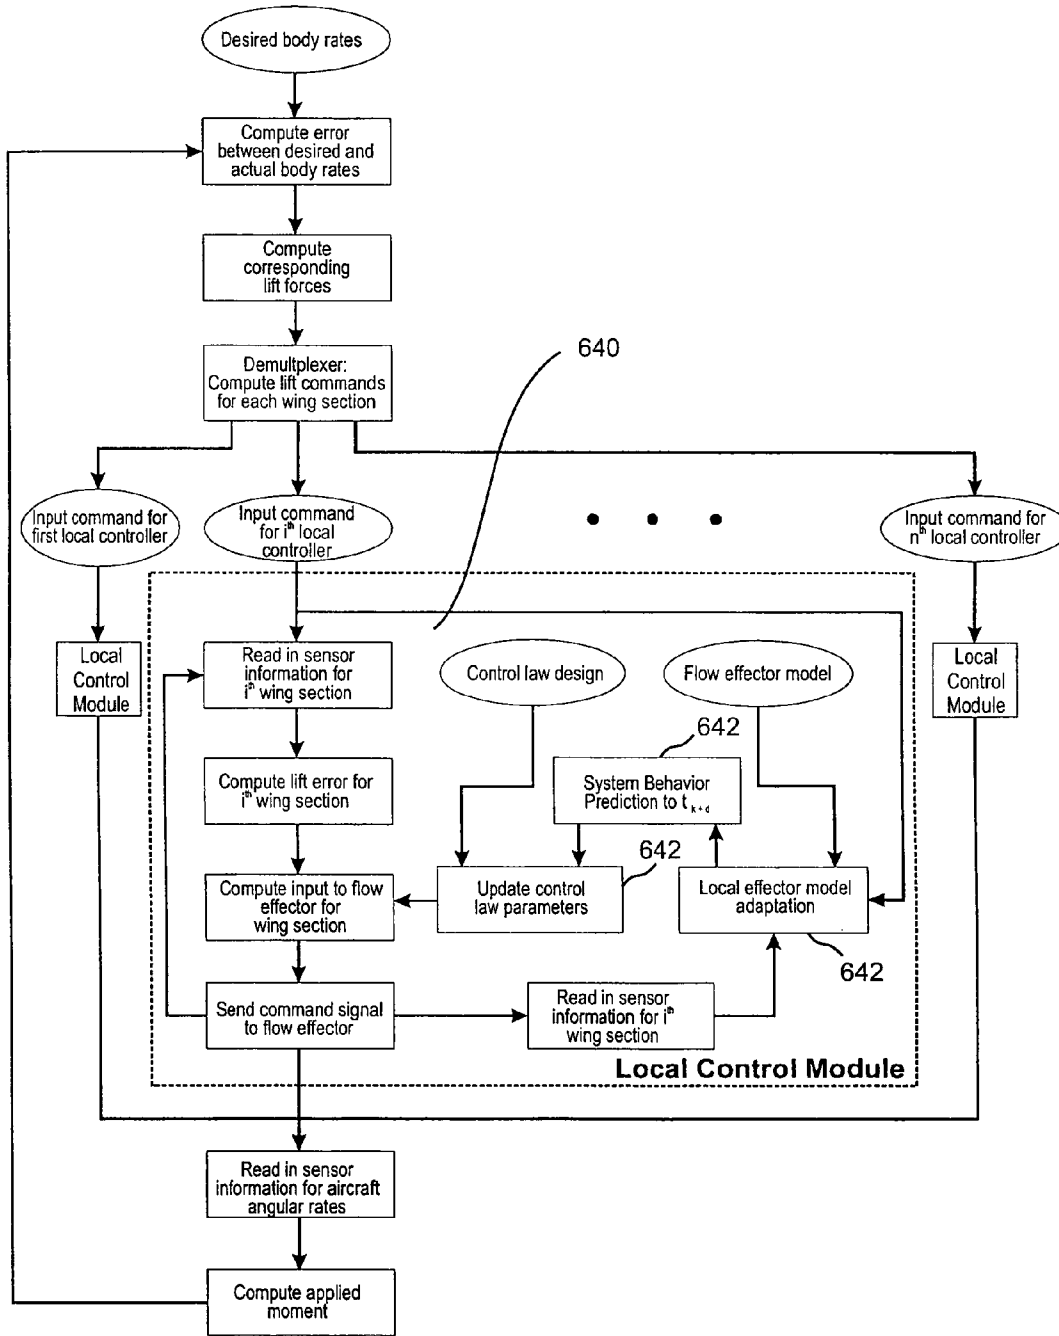 Desired body rates
Compute error
between desired and
actual body rates
Compute
corresponding
lift forces
Demultplexer:
Compute lift commands
for each wing section
640
Input command for
first local controller
Input command
for i^th local
controller
Input command for
n^th local controller
Local
Control
Module
Read in sensor
information for
i^th wing section
Control law design
Flow effector model
Local
Control
Module
642
Compute lift error for
i^th wing section
System Behavior
Prediction to t k+d
642
Compute input to flow
effector for
wing section
Update control
law parameters
Local effector model
adaptation
642
Send command signal
to flow effector
Read in sensor
information for i^th
wing section
Local Control Module
Read in sensor
information for aircraft
angular rates
Compute applied
moment